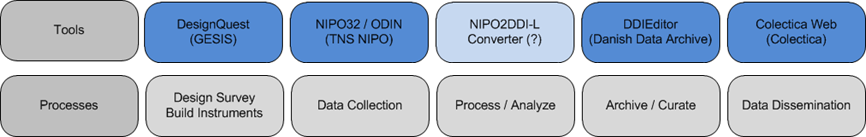 Tools
DesignQuest
(GESIS)
NIPO32 / ODIN
(TNS NIPO)
NIPO2DDI-L
Converter (?)
DDIEditor
(Danish Data Archive)
Colectica Web
(Colectica)
Processes
Design Survey
Build Instruments
Data Collection
Process / Analyze
Archive / Curate
Data Dissemination